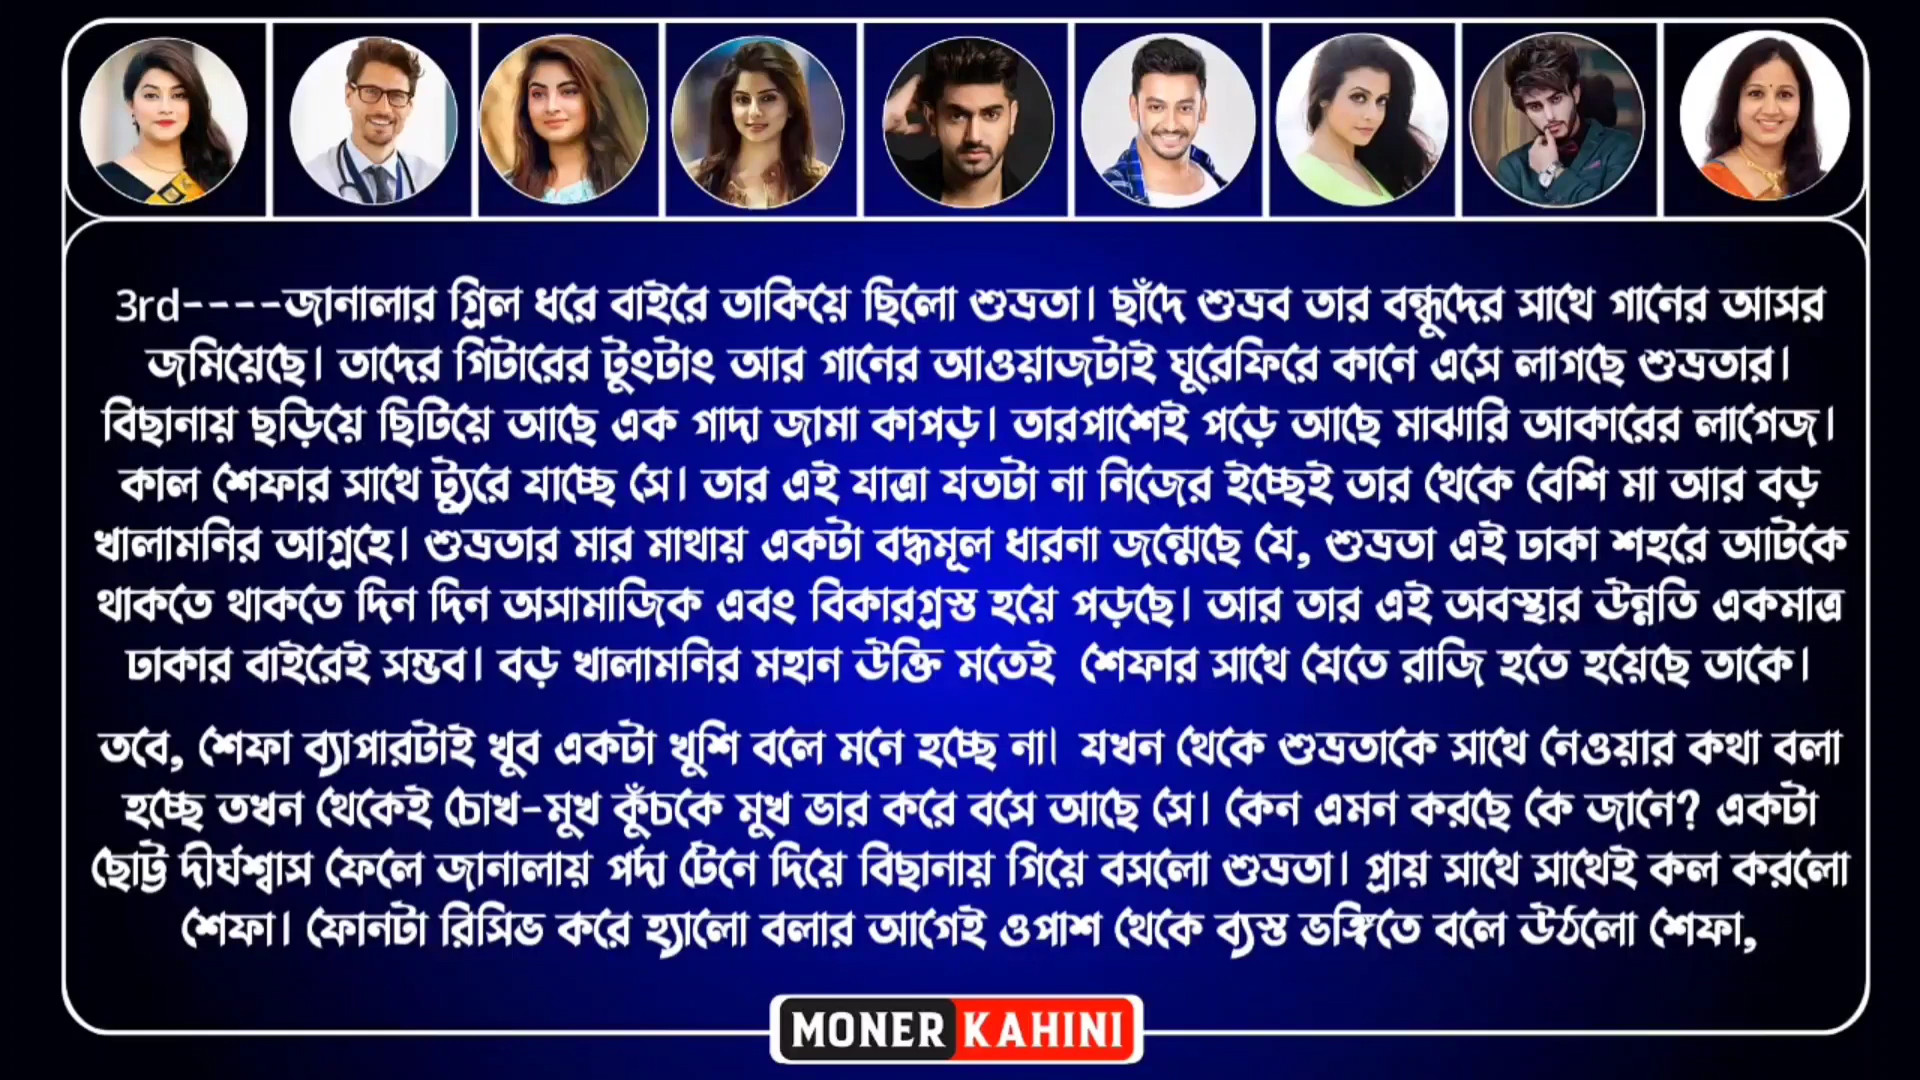 3rd----জানালার গ্রিল ধরে বাইরে তাকিয়ে ছিলো শুভ্রতা। ছাঁদে শুভ্রব তার বন্ধুদের সাথে গানের আসর
জমিয়েছে। তাদের গিটারের টুংটাং আর গানের আওয়াজটাই ঘুরেফিরে কানে এসে লাগছে শুভ্রতার।
বিছানায় ছড়িয়ে ছিটিয়ে আছে এক গাদা জামা কাপড়। তারপাশেই পড়ে আছে মাঝারি আকারের লাগেজ।
কাল শেফার সাথে ট্যুরে যাচ্ছে সে। তার এই যাত্রা যতটা না নিজের ইচ্ছেই তার থেকে বেশি মা আর বড়
খালামনির আগ্রহে। শুভ্রতার মার মাথায় একটা বদ্ধমূল ধারনা জন্মেছে যে, শুভ্রতা এই ঢাকা শহরে আটকে
থাকতে থাকতে দিন দিন অসামাজিক এবং বিকারগ্রস্ত হয়ে পড়ছে। আর তার এই অবস্থার উন্নতি একমাত্র
ঢাকার বাইরেই সম্ভব। বড় খালামনির মহান উক্তি মতেই শেফার সাথে যেতে রাজি হতে হয়েছে তাকে।
তবে, শেফা ব্যাপারটাই খুব একটা খুশি বলে মনে হচ্ছে না। যখন থেকে শুভ্রতাকে সাথে নেওয়ার কথা বলা
হচ্ছে তখন থেকেই চোখ-মুখ কুঁচকে মুখ ভার করে বসে আছে সে। কেন এমন করছে কে জানে? একটা
ছোট্ট দীর্ঘশ্বাস ফেলে জানালায় পর্দা টেনে দিয়ে বিছানায় গিয়ে বসলো শুভ্রতা। প্রায় সাথে সাথেই কল করলো
শেফা। ফোনটা রিসিভ করে হ্যালো বলার আগেই ওপাশ থেকে ব্যস্ত ভঙ্গিতে বলে উঠলো শেফা,
MONER KAHINI